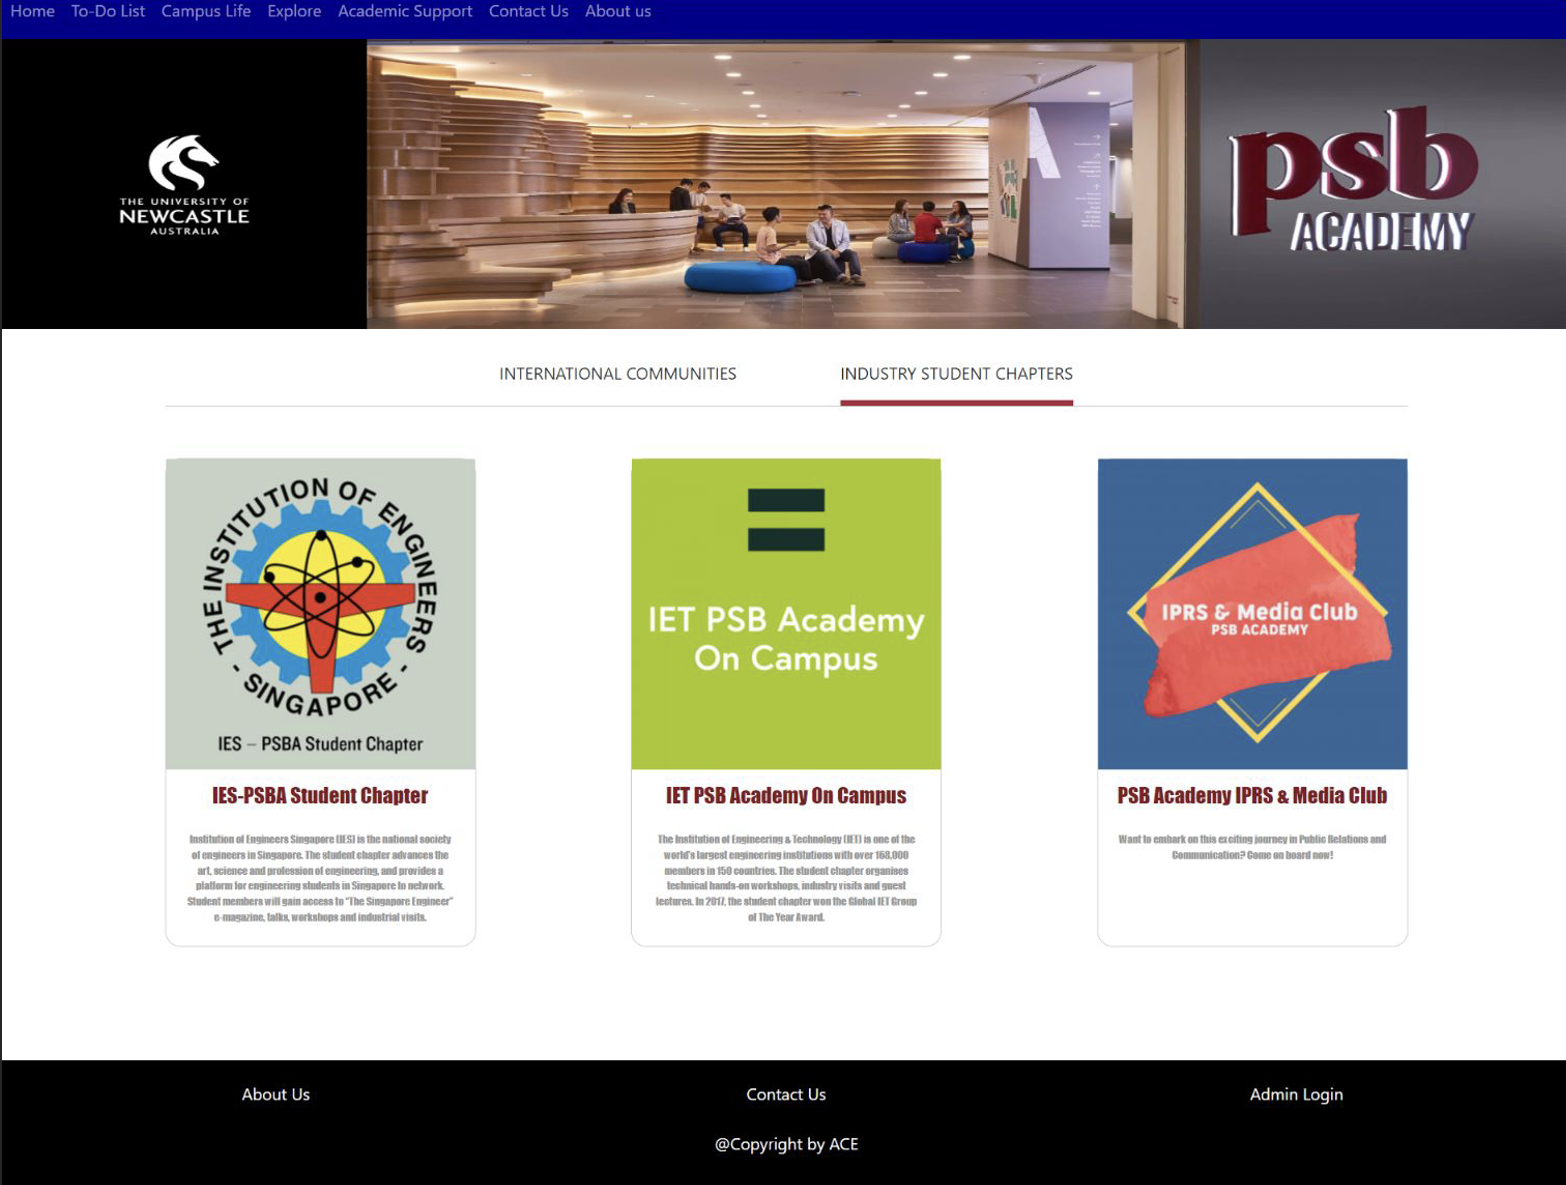 Home To-Do List Campus Life Explore Academic Support Contact Us About us
THE UNIVERSITY OF
NEWCASTLE
AUSTRALIA
psb
ACADEMY
INTERNATIONAL COMMUNITIES INDUSTRY STUDENT CHAPTERS
THE INSTITUTION OF ENGINEERS
- SINGAPORE -
IES – PSBA Student Chapter
IES-PSBA Student Chapter
Institution of Engineers Singapore (IES) is the national society
of engineers in Singapore. The student chapter advances the
art, science and profession of engineering, and provides a
platform for engineering students in Singapore to network.
Student members will gain access to "The Singapore Engineer"
e-magazine, talks, workshops and industrial visits.
IET PSB Academy
On Campus
IET PSB Academy On Campus
The Institution of Engineering & Technology (IET) is one of the
world's largest engineering institutions with over 168,000
members in 150 countries. The student chapter organises
technical hands-on workshops, industry visits and guest
lectures. In 2017, the student chapter won the Global IET Group
of The Year Award.
IPRS & Media Club
PSB ACADEMY
PSB Academy IPRS & Media Club
Want to embark on this exciting journey in Public Relations and
Communication? Come on board now!
About Us Contact Us Admin Login
@Copyright by ACE